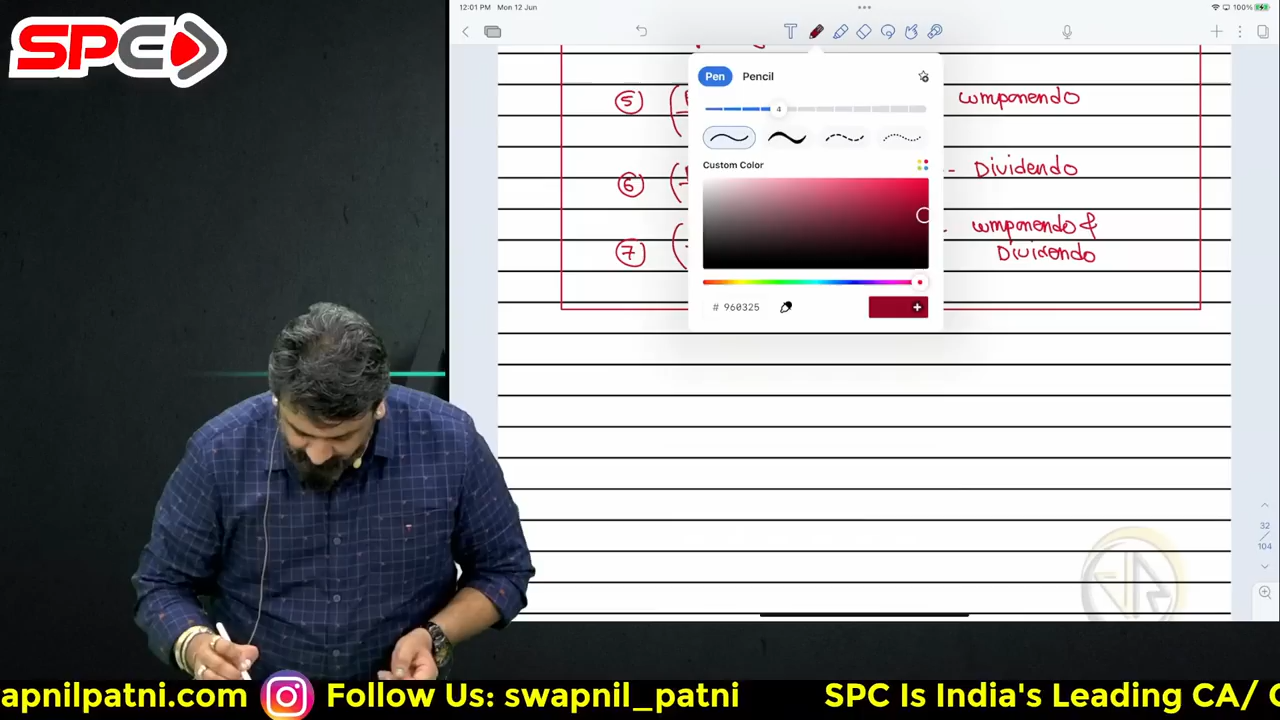 12:01 PM Mon 12 Jun
100%
SPC
T
Pen Pencil
4
Custom Color
# 960325
5 componendo
6 - Dividendo
7 componendo &
Dividendo
32
/
104
apnilpatni.com Follow Us: swapnil_patni SPC Is India's Leading CA/